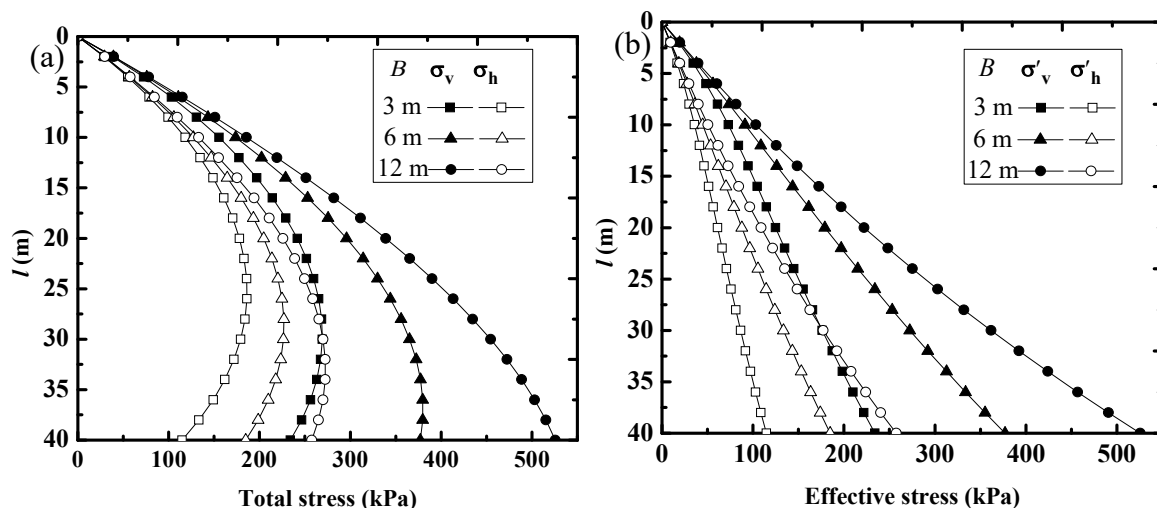 (a)
B σv σh
3 m
6 m
12 m
0
5
10
15
20
25
30
35
40
l (m)
0 100 200 300 400 500
Total stress (kPa)
(b)
B σ'v σ'h
3 m
6 m
12 m
0
5
10
15
20
25
30
35
40
l (m)
0 100 200 300 400 500
Effective stress (kPa)